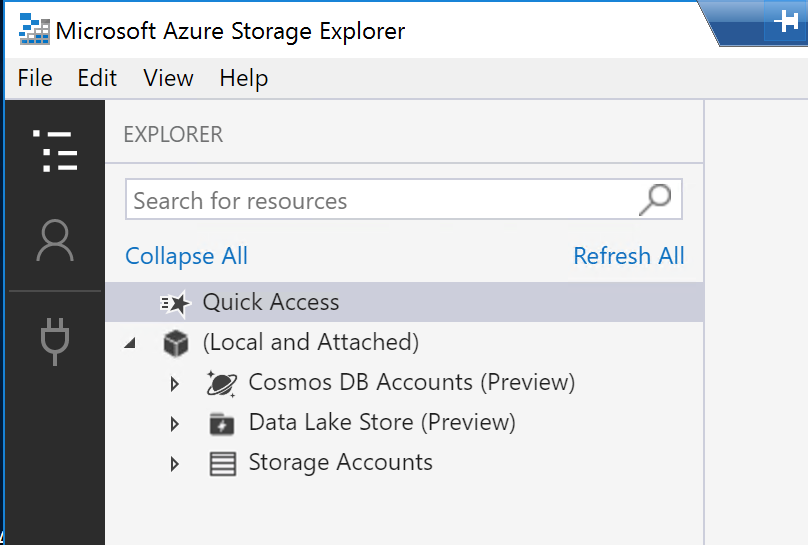 Microsoft Azure Storage Explorer
File Edit View Help
EXPLORER
Search for resources
Collapse All Refresh All
Quick Access
(Local and Attached)
Cosmos DB Accounts (Preview)
Data Lake Store (Preview)
Storage Accounts